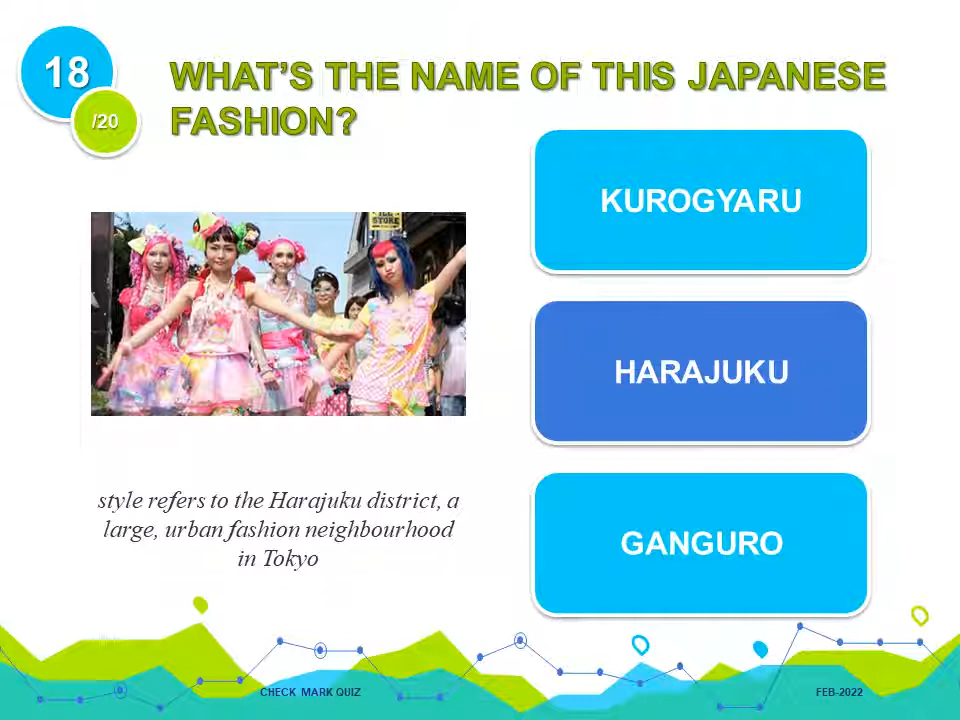 18
/20
WHAT'S THE NAME OF THIS JAPANESE
FASHION?
STORE
KUROGYARU
HARAJUKU
GANGURO
style refers to the Harajuku district, a
large, urban fashion neighbourhood
in Tokyo
CHECK MARK QUIZ
FEB-2022